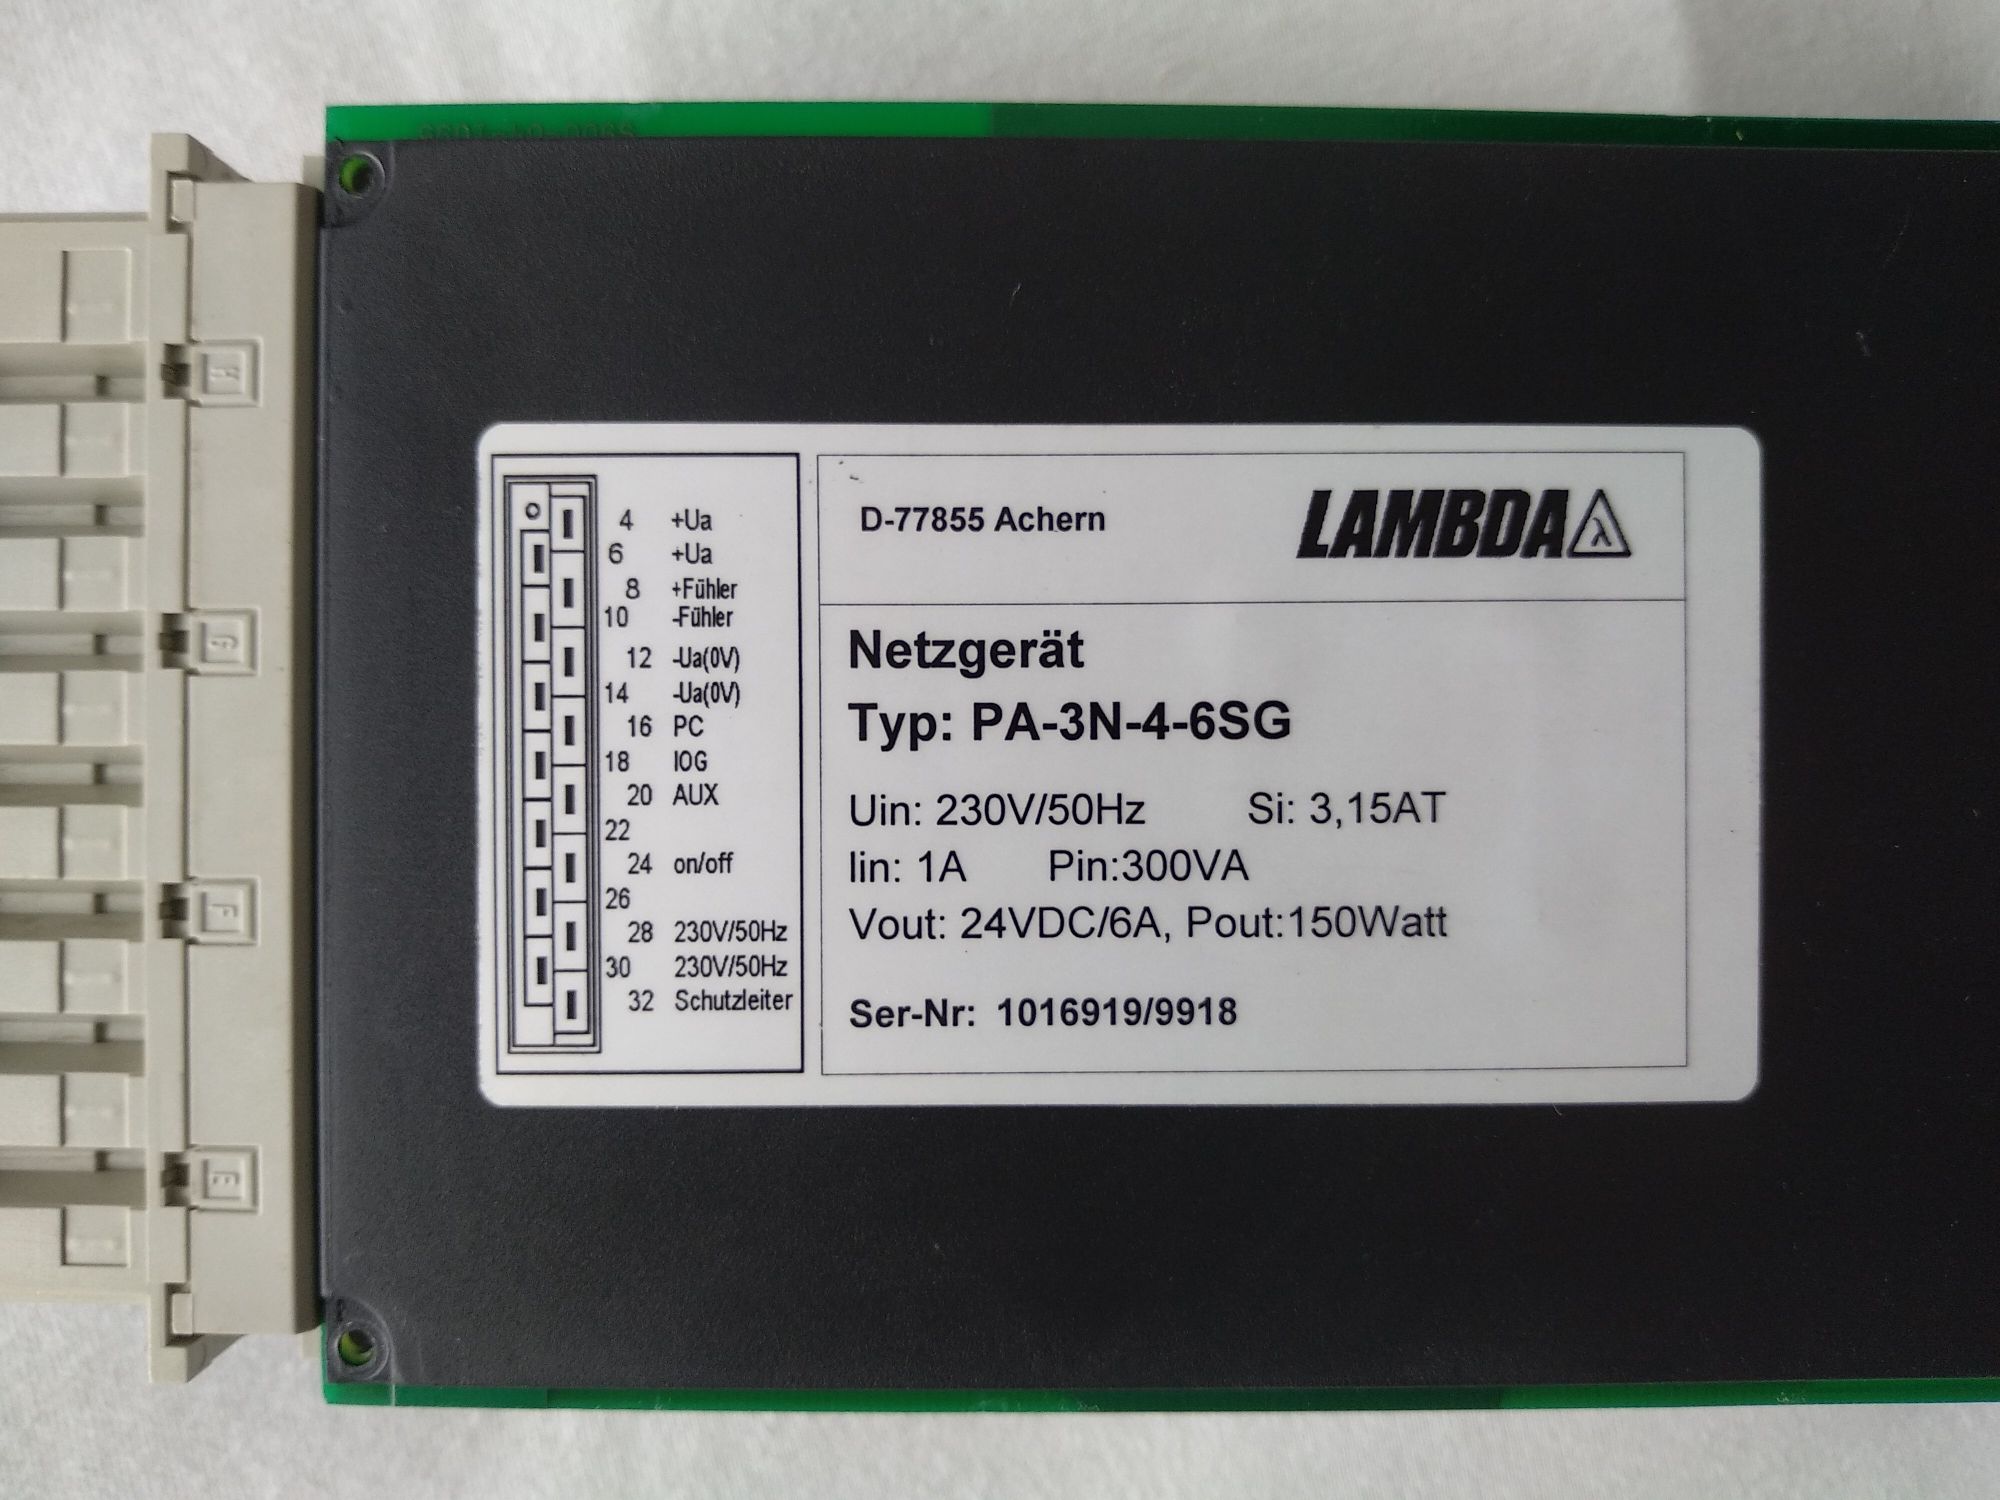 4 +Ua
6 +Ua
8 +Fühler
10 -Fühler
12 -Ua(0V)
14 -Ua(0V)
16 PC
18 IOG
20 AUX
22
24 on/off
26
28 230V/50Hz
30 230V/50Hz
32 Schutzleiter
D-77855 Achern LAMBDA λ
Netzgerät
Typ: PA-3N-4-6SG
Uin: 230V/50Hz Si: 3,15AT
Iin: 1A Pin:300VA
Vout: 24VDC/6A, Pout:150Watt
Ser-Nr: 1016919/9918
H
G
F
E